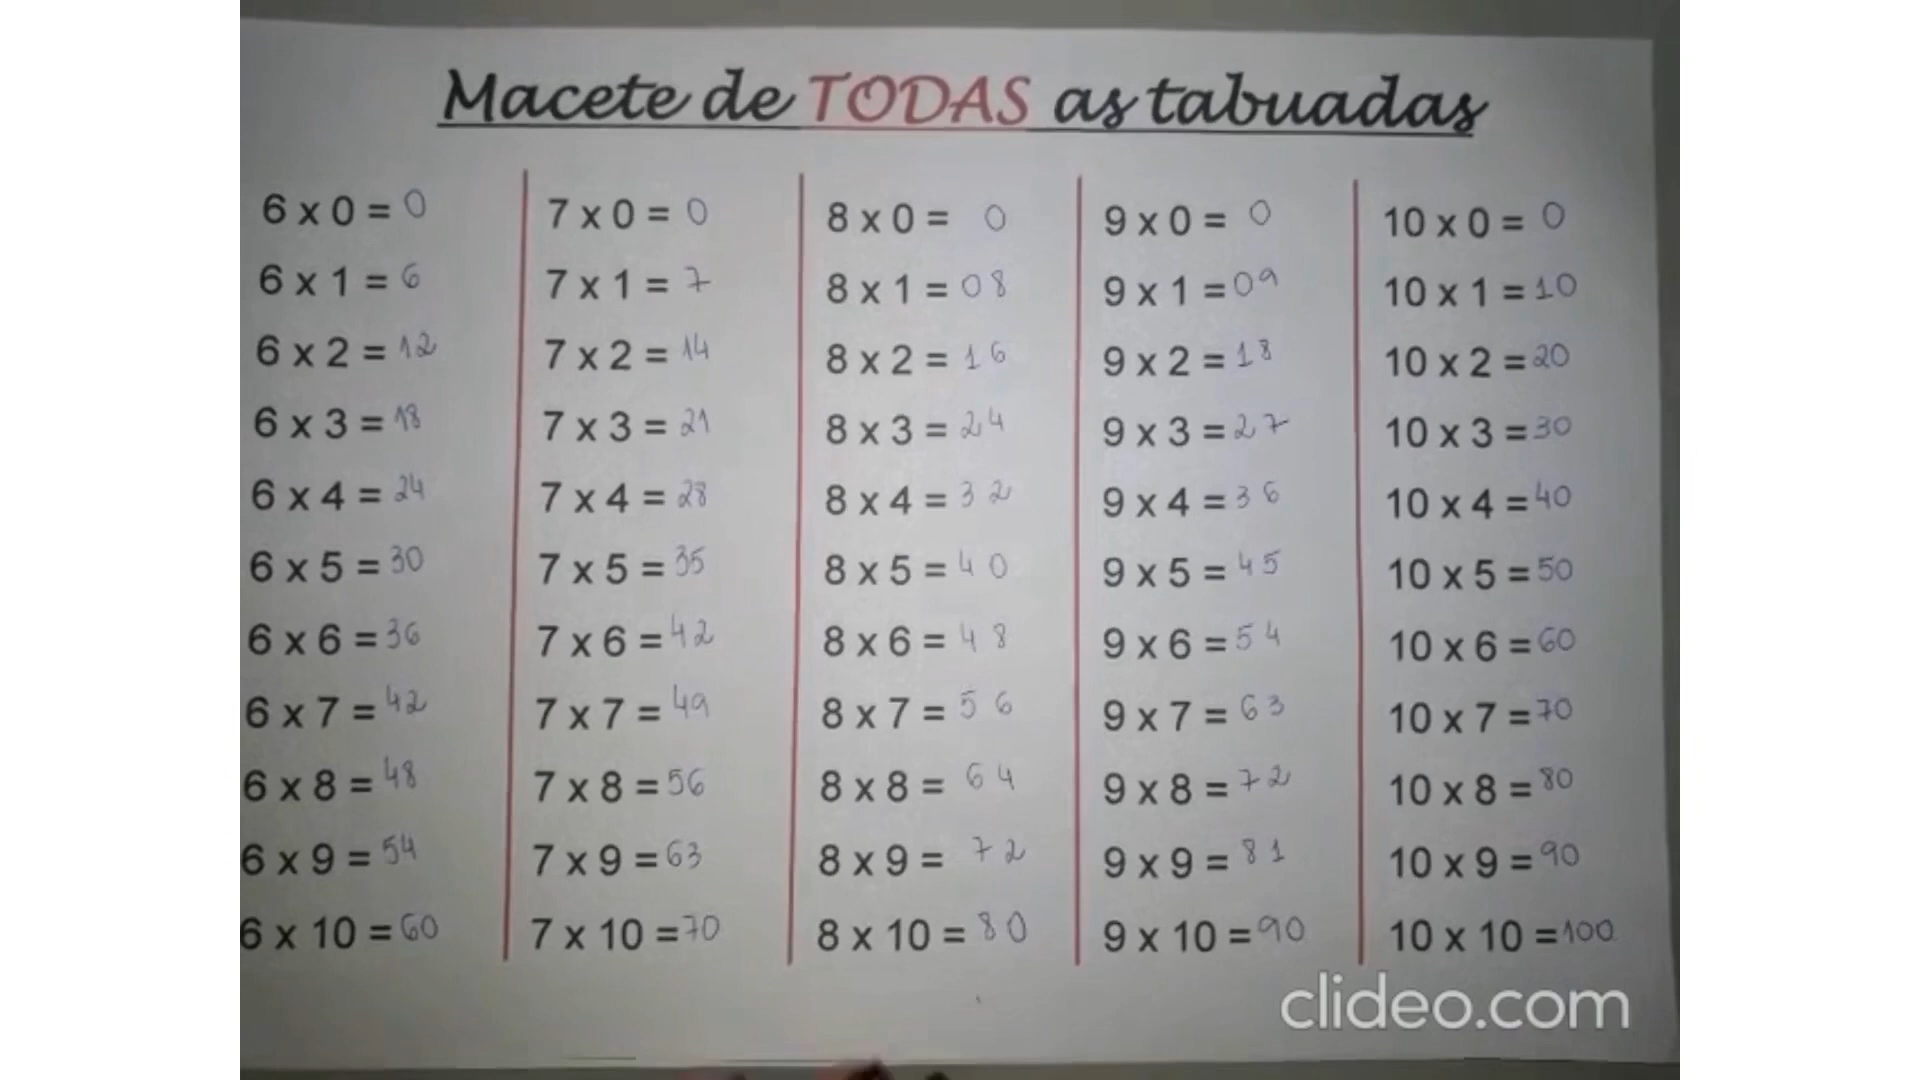 Macete de TODAS as tabuadas
6 x 0 = 0
6 x 1 = 6
6 x 2 = 12
6 x 3 = 18
6 x 4 = 24
6 x 5 = 30
6 x 6 = 36
6 x 7 = 42
6 x 8 = 48
6 x 9 = 54
6 x 10 = 60
7 x 0 = 0
7 x 1 = 7
7 x 2 = 14
7 x 3 = 21
7 x 4 = 28
7 x 5 = 35
7 x 6 = 42
7 x 7 = 49
7 x 8 = 56
7 x 9 = 63
7 x 10 = 70
8 x 0 = 0
8 x 1 = 08
8 x 2 = 16
8 x 3 = 24
8 x 4 = 32
8 x 5 = 40
8 x 6 = 48
8 x 7 = 56
8 x 8 = 64
8 x 9 = 72
8 x 10 = 80
9 x 0 = 0
9 x 1 = 09
9 x 2 = 18
9 x 3 = 27
9 x 4 = 36
9 x 5 = 45
9 x 6 = 54
9 x 7 = 63
9 x 8 = 72
9 x 9 = 81
9 x 10 = 90
10 x 0 = 0
10 x 1 = 10
10 x 2 = 20
10 x 3 = 30
10 x 4 = 40
10 x 5 = 50
10 x 6 = 60
10 x 7 = 70
10 x 8 = 80
10 x 9 = 90
10 x 10 = 100
clideo.com